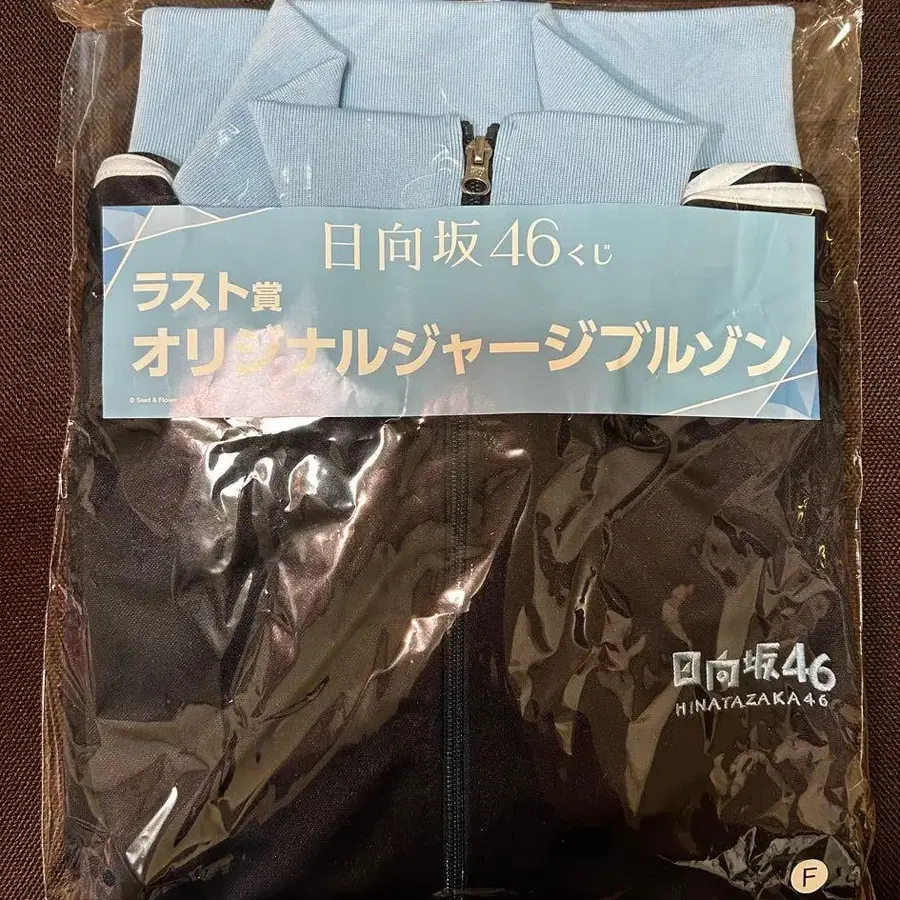 日向坂46くじ
ラスト賞
オリジナルジャージブルゾン
© Seed & Flower
日向坂46
HINATAZAKA46
F